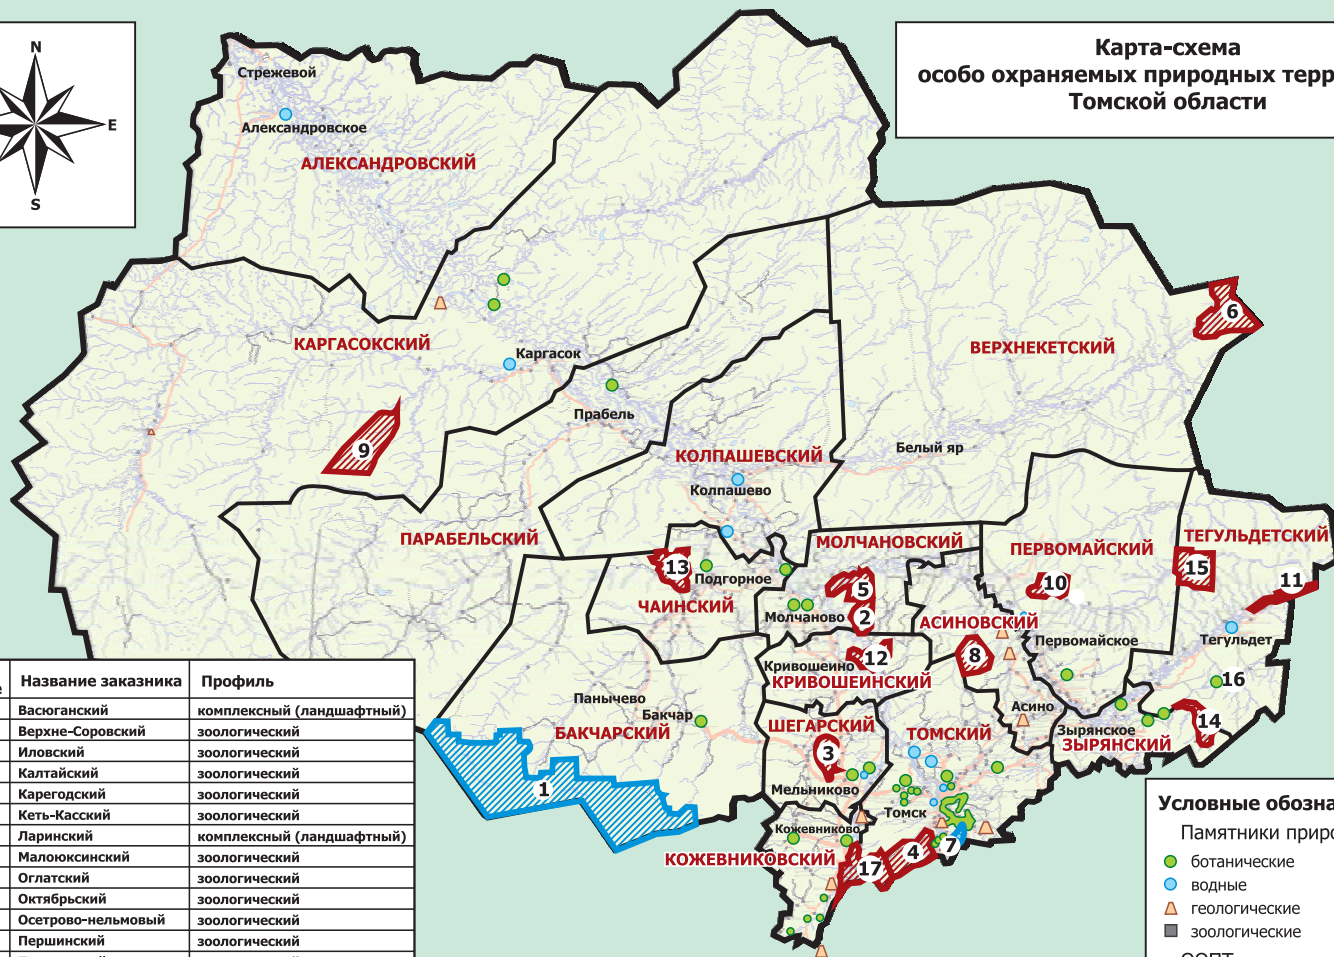 N
E
S
Карта-схема
особо охраняемых природных терр
Томской области
Стрежевой
Александровское
АЛЕКСАНДРОВСКИЙ
6
КАРГАСОКСКИЙ
Каргасок
ВЕРХНЕКЕТСКИЙ
Прабель
9
КОЛПАШЕВСКИЙ
Белый яр
Колпашево
ПАРАБЕЛЬСКИЙ
МОЛЧАНОВСКИЙ
ПЕРВОМАЙСКИЙ
ТЕГУЛЬДЕТСКИЙ
13
Подгорное
15
10
11
5
ЧАИНСКИЙ
Молчаново
2
АСИНОВСКИЙ
Первомайское
Тегульдет
8
12
Кривошеино
КРИВОШЕИНСКИЙ
16
Панычево
Бакчар
БАКЧАРСКИЙ
ШЕГАРСКИЙ
ТОМСКИЙ
Асино
14
Зырянское
ЗЫРЯНСКИЙ
3
1
Мельниково
Томск
Кожевниково
7
4
КОЖЕВНИКОВСКИЙ
17
е
Название заказника
Профиль
Васюганский
комплексный (ландшафтный)
Верхне-Соровский
зоологический
Иловский
зоологический
Калтайский
зоологический
Карегодский
зоологический
Кеть-Касский
зоологический
Ларинский
комплексный (ландшафтный)
Малоюксинский
зоологический
Оглатский
зоологический
Октябрьский
зоологический
Осетрово-нельмовый
зоологический
Першинский
зоологический
Условные обозна
Памятники приро
ботанические
водные
геологические
зоологические